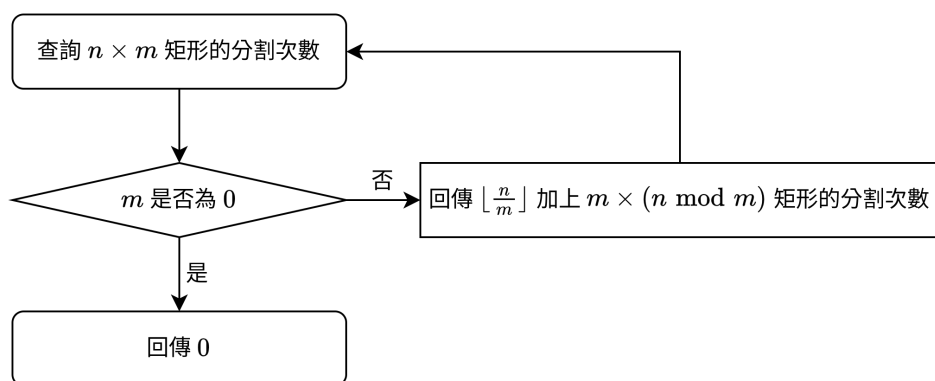 查詢 n × m 矩形的分割次數
m 是否為 0
否
回傳 ⌊n/m⌋ 加上 m × (n mod m) 矩形的分割次數
是
回傳 0